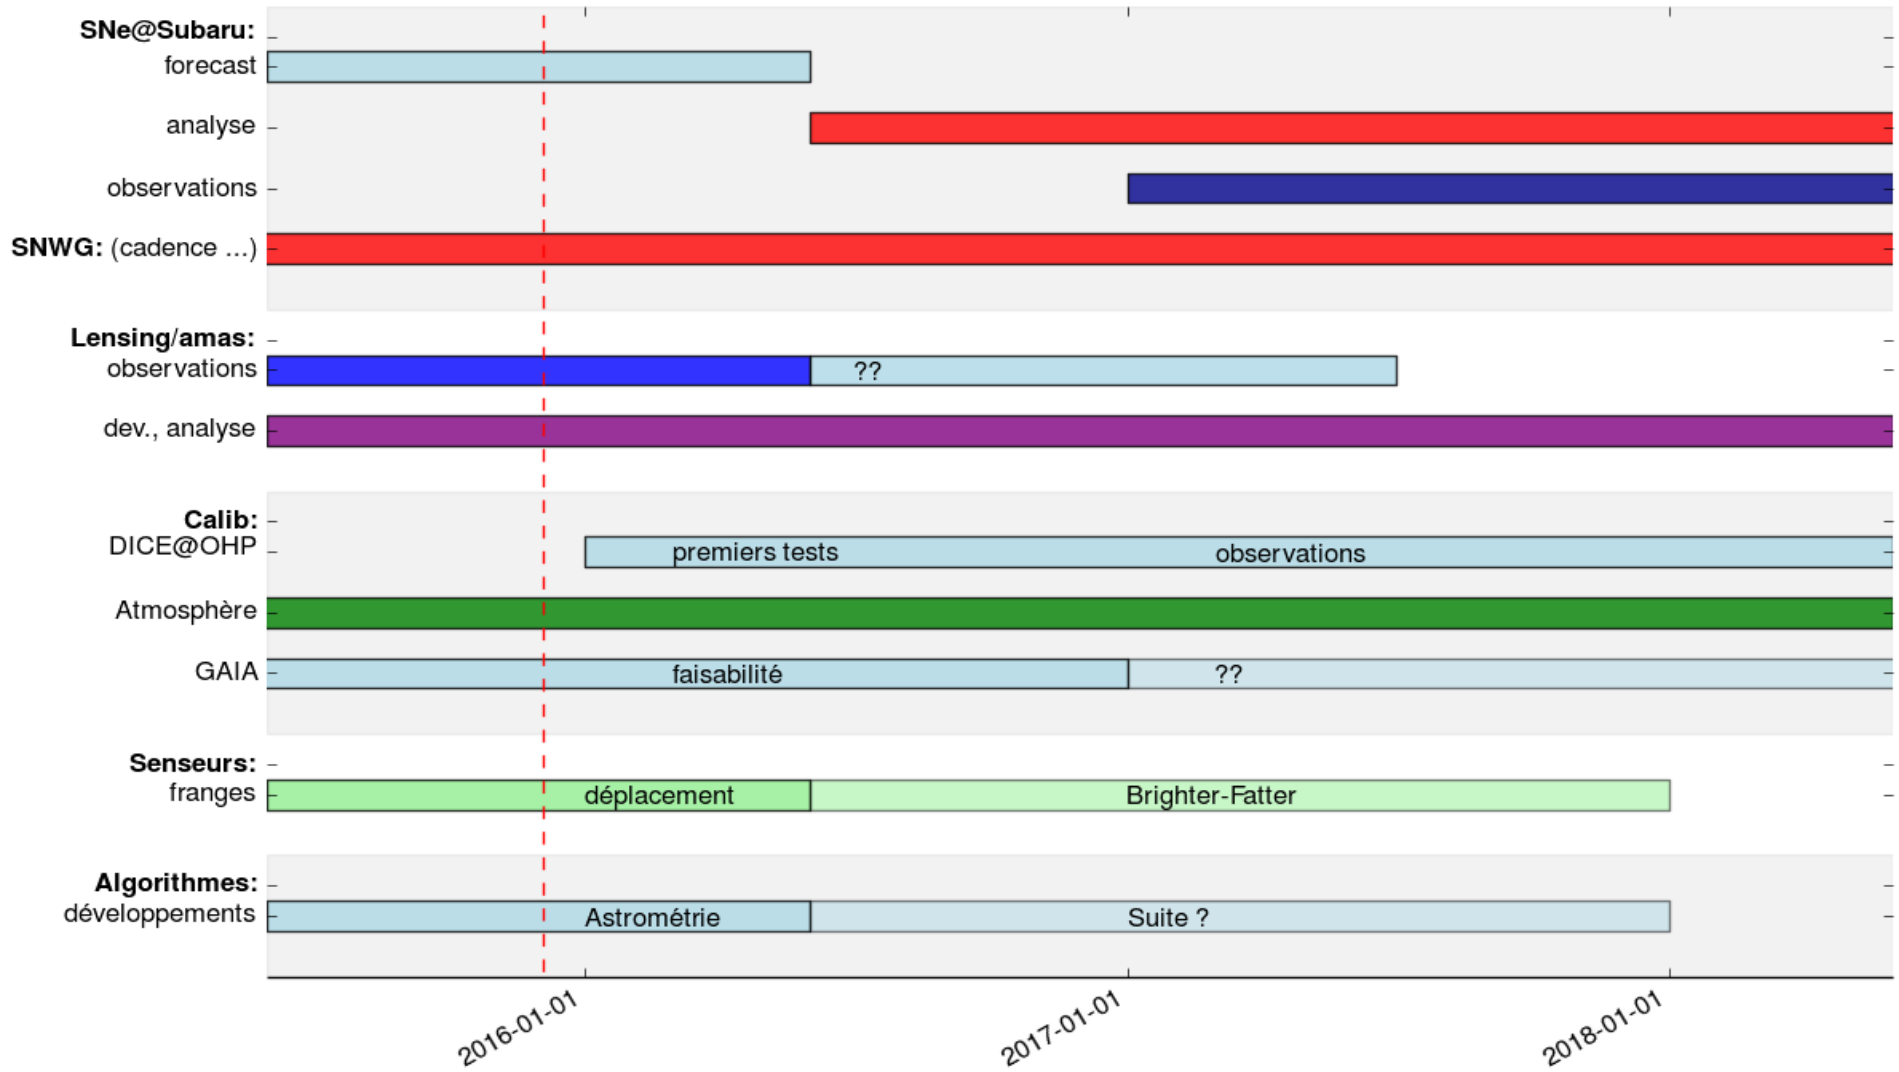 SNe@Subaru:
forecast
analyse
observations
SNWG: (cadence ...)
Lensing/amas:
observations
??
dev., analyse
Calib:
DICE@OHP
premiers tests
observations
Atmosphère
GAIA
faisabilité
??
Senseurs:
franges
déplacement
Brighter-Fatter
Algorithmes:
développements
Astrométrie
Suite ?
2016-01-01
2017-01-01
2018-01-01